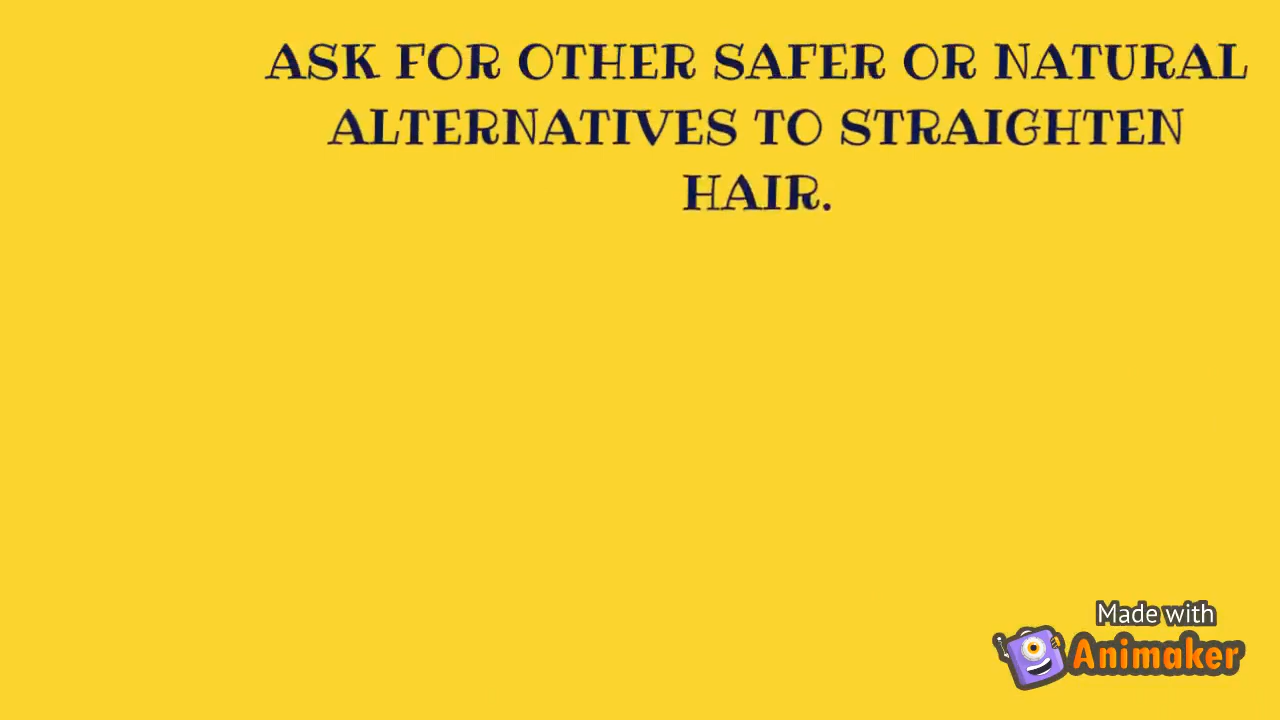 ASK FOR OTHER SAFER OR NATURAL
ALTERNATIVES TO STRAIGHTEN
HAIR.
Made with
Animaker